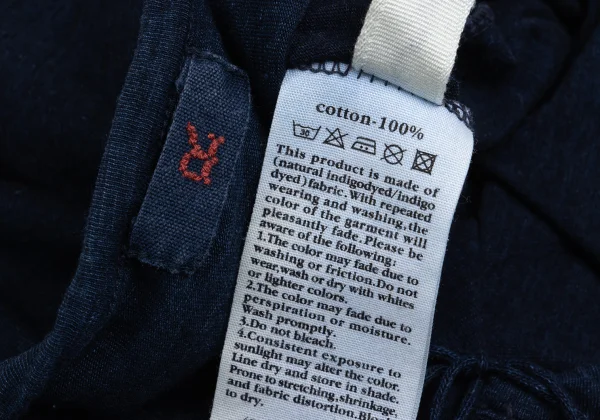 cotton-100%
30
This product is made of
(natural indigodyed/indigo
dyed)fabric. With repeated
wearing and washing,the
color of the garment will
pleasantly fade. Please be
aware of the following.
1.The color may fade due to
washing or friction.Do not
wear,wash or dry with whites
or lighter colors.
2.The color may fade due to
perspiration or moisture.
Wash promptly.
3.Do not bleach.
4.Consistent exposure to
sunlight may alter the color.
Line dry and store in shade.
Prone to stretching,shrinkage,
and fabric distortion.
to dry.